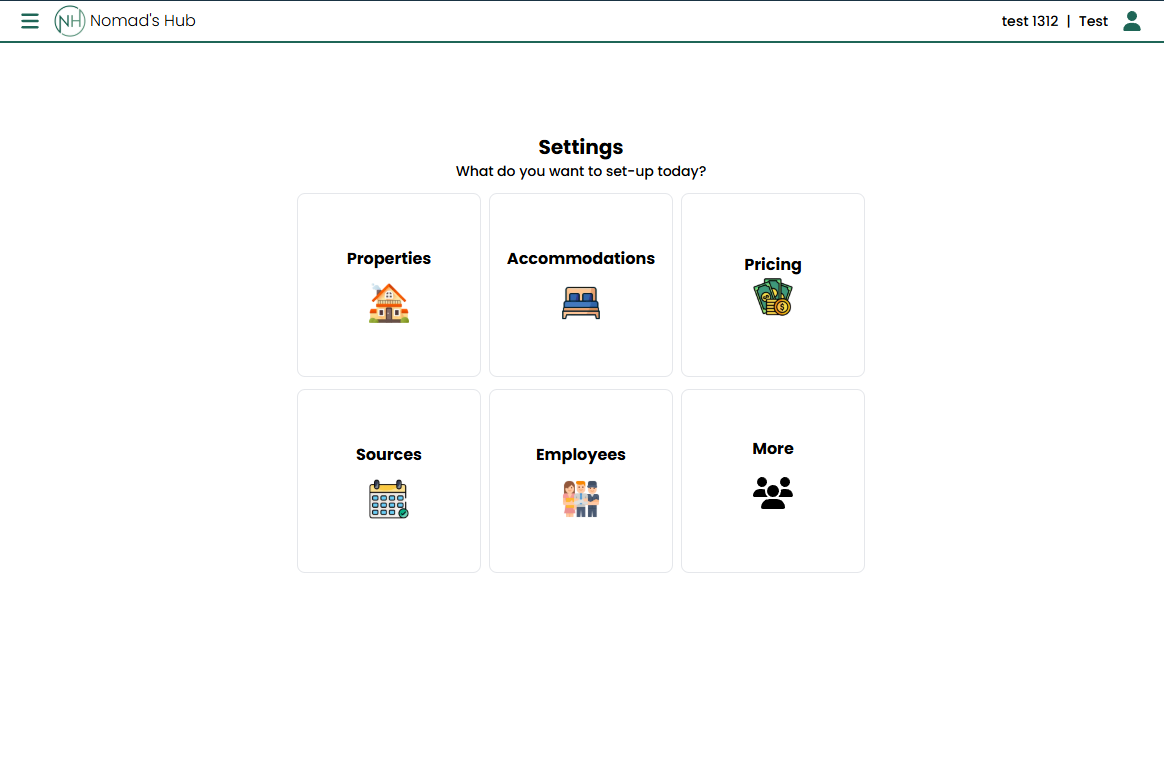 NH Nomad's Hub
test 1312 | Test
Settings
What do you want to set-up today?
Properties
Accommodations
Pricing
Sources
Employees
More